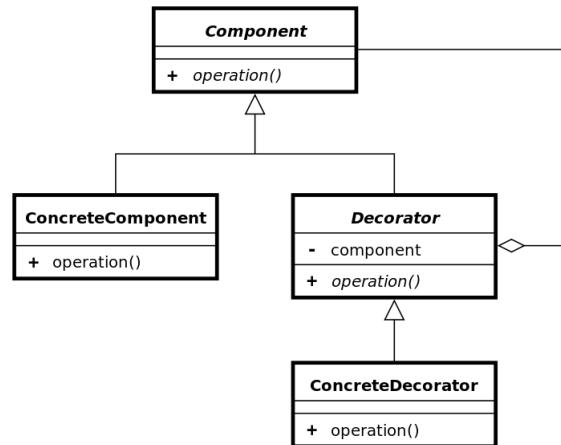 Component
+ operation()
ConcreteComponent
+ operation()
Decorator
- component
+ operation()
ConcreteDecorator
+ operation()